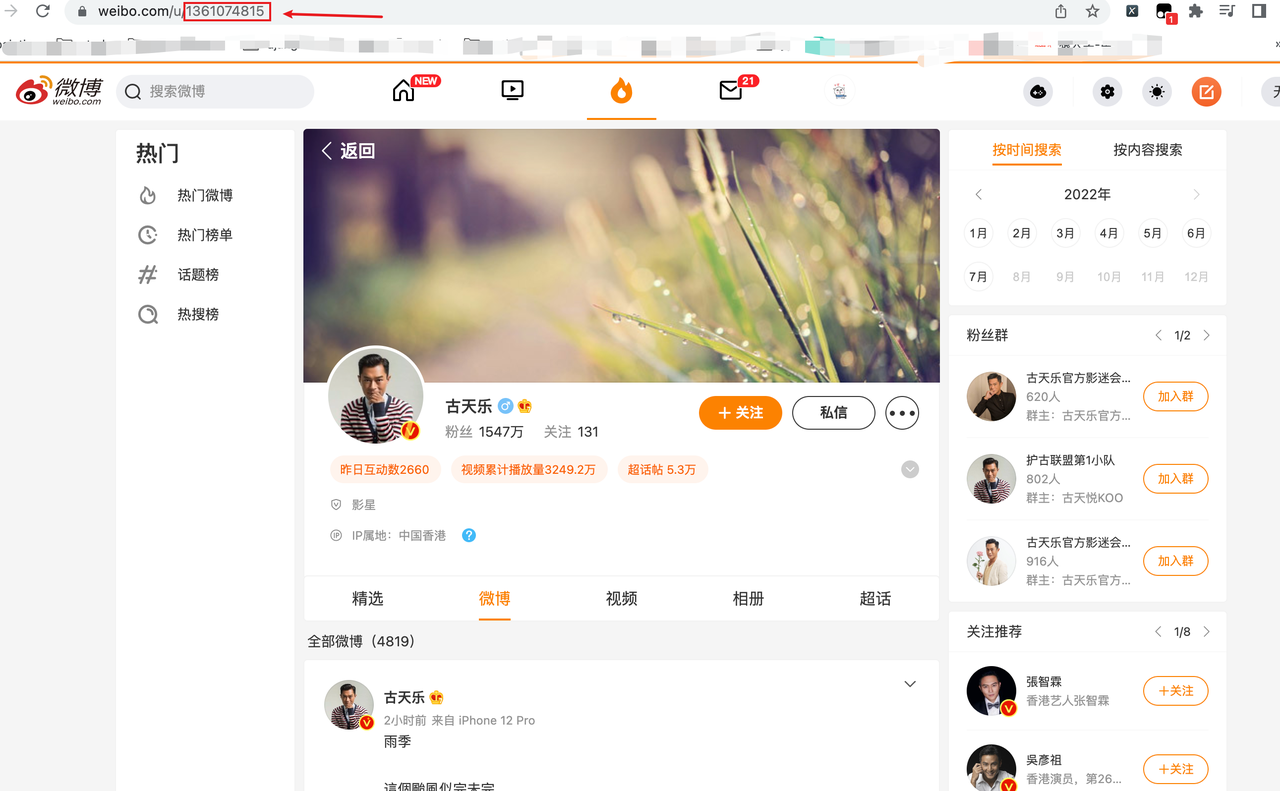 weibo.com/u/1361074815
1
微博
weibo.com
搜索微博
NEW
21
热门
热门微博
热门榜单
话题榜
热搜榜
返回
古天乐
粉丝 1547万 关注 131
+ 关注
私信
昨日互动数2660
视频累计播放量3249.2万
超话帖 5.3万
影星
IP属地：中国香港
精选
微博
视频
相册
超话
全部微博（4819）
古天乐
2小时前 来自 iPhone 12 Pro
雨季
這個颱風似完未完
按时间搜索
按内容搜索
2022年
1月 2月 3月 4月 5月 6月
7月 8月 9月 10月 11月 12月
粉丝群
1/2
古天乐官方影迷会...
620人
群主：古天乐官方...
加入群
护古联盟第1小队
802人
群主：古天悦KOO
加入群
古天乐官方影迷会...
916人
群主：古天乐官方...
加入群
关注推荐
1/8
張智霖
香港艺人张智霖
+关注
吳彥祖
香港演员，第26...
+关注